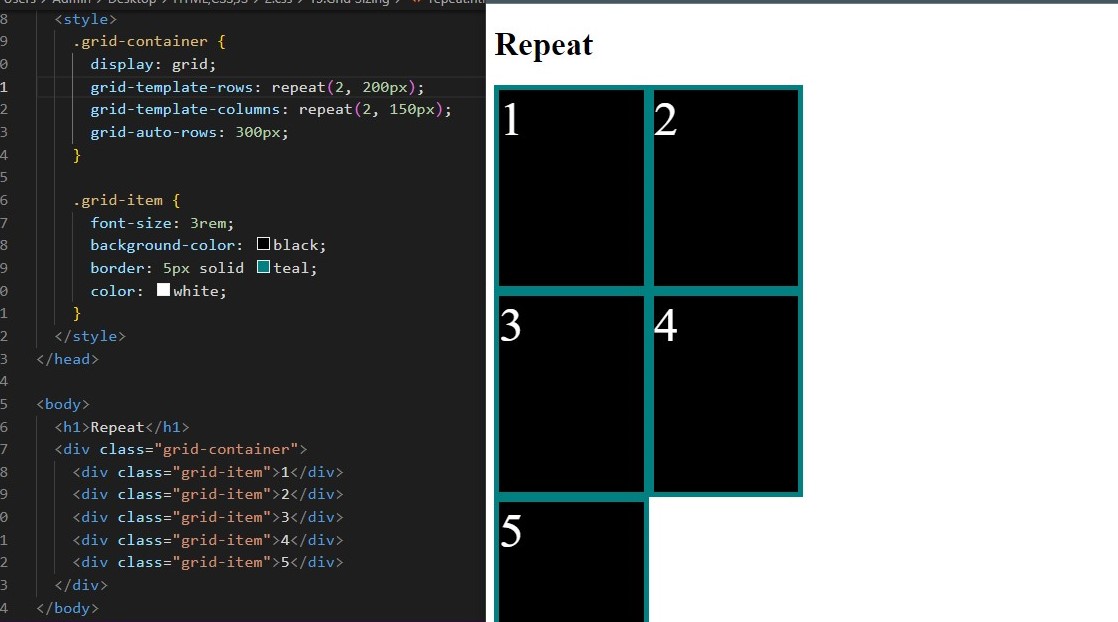 Users > Admin > Desktop > HTML,CSS,JS > 2.css > 15.Grid Sizing > repeat.ht
8 <style>
9 .grid-container {
0 display: grid;
1 grid-template-rows: repeat(2, 200px);
2 grid-template-columns: repeat(2, 150px);
3 grid-auto-rows: 300px;
4 }
5
6 .grid-item {
7 font-size: 3rem;
8 background-color: black;
9 border: 5px solid teal;
0 color: white;
1 }
2 </style>
3 </head>
4
5 <body>
6 <h1>Repeat</h1>
7 <div class="grid-container">
8 <div class="grid-item">1</div>
9 <div class="grid-item">2</div>
0 <div class="grid-item">3</div>
1 <div class="grid-item">4</div>
2 <div class="grid-item">5</div>
3 </div>
4 </body>
Repeat
1 2
3 4
5